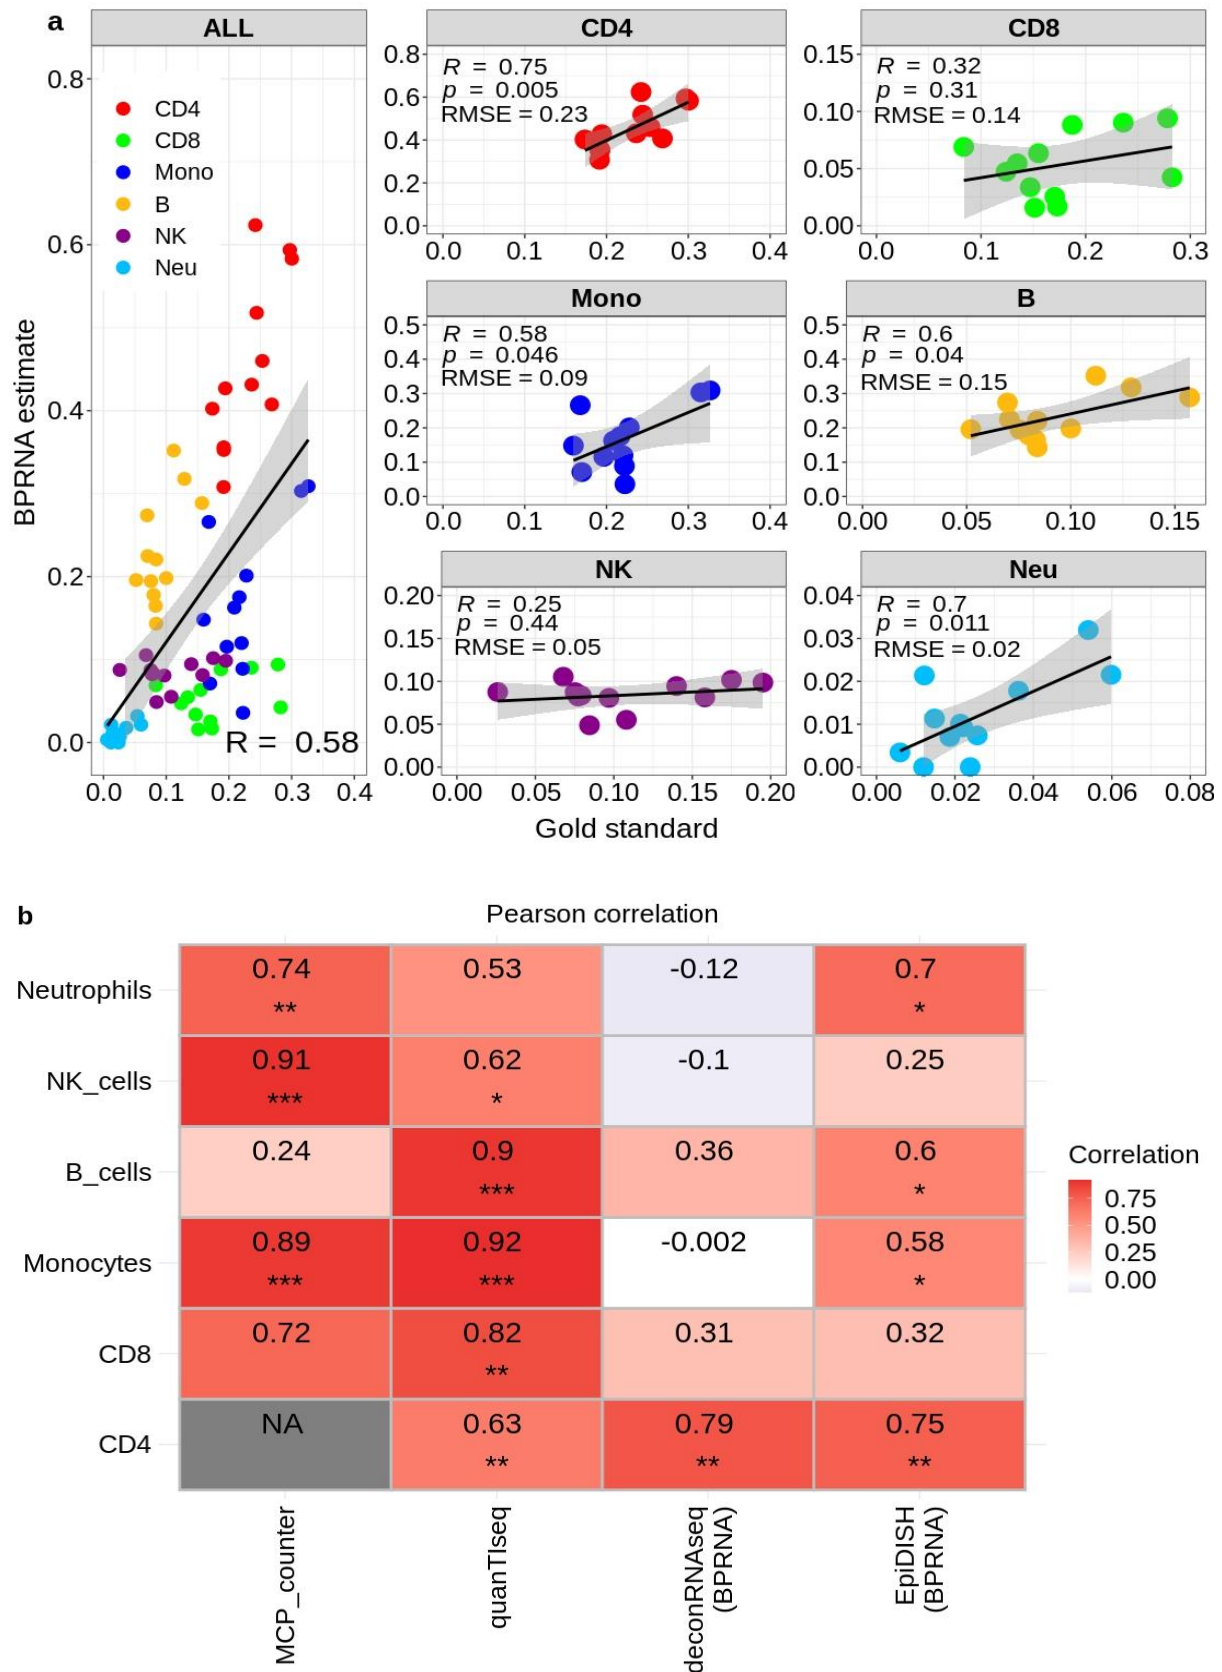 a
ALL
CD4
CD8
Mono
B
NK
Neu
BPRNA estimate
0.8
0.6
0.4
0.2
0.0
0.0 0.1 0.2 0.3 0.4
R = 0.58
CD4
R = 0.75
p = 0.005
RMSE = 0.23
0.8
0.6
0.4
0.2
0.0
0.0 0.2 0.3 0.4
CD8
R = 0.32
p = 0.31
RMSE = 0.14
0.15
0.10
0.05
0.00
0.0 0.1 0.2 0.3
Mono
R = 0.58
p = 0.046
RMSE = 0.09
0.5
0.4
0.3
0.2
0.1
0.0
0.0 0.2 0.3 0.4
B
R = 0.6
p = 0.04
RMSE = 0.15
0.5
0.4
0.3
0.2
0.1
0.0
0.00 0.05 0.10 0.15
NK
R = 0.25
p = 0.44
RMSE = 0.05
0.20
0.15
0.10
0.05
0.00
0.00 0.05 0.10 0.15 0.20
Neu
R = 0.7
p = 0.011
RMSE = 0.02
0.04
0.03
0.02
0.01
0.00
0.00 0.02 0.04 0.06 0.08
Gold standard
b
Pearson correlation
Neutrophils 0.74 0.53 -0.12 0.7
** *
NK_cells 0.91 0.62 -0.1 0.25
*** *
B_cells 0.24 0.9 0.36 0.6
*** *
Monocytes 0.89 0.92 -0.002 0.58
*** *** *
CD8 0.72 0.82 0.31 0.32
**
CD4 NA 0.63 0.79 0.75
** ** **
MCP_counter
quanTIseq
deconRNAseq
(BPRNA)
EpiDISH
(BPRNA)
Correlation
0.75
0.50
0.25
0.00